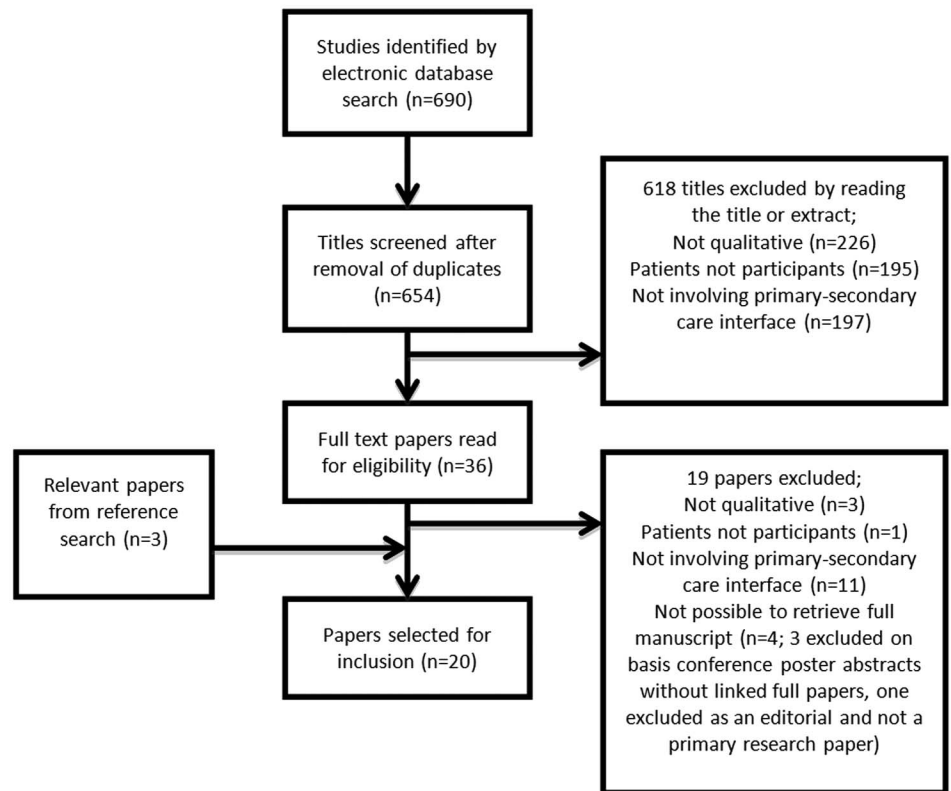 Studies identified by
electronic database
search (n=690)
Titles screened after
removal of duplicates
(n=654)
618 titles excluded by reading
the title or extract;
Not qualitative (n=226)
Patients not participants (n=195)
Not involving primary-secondary
care interface (n=197)
Full text papers read
for eligibility (n=36)
Relevant papers
from reference
search (n=3)
19 papers excluded;
Not qualitative (n=3)
Patients not participants (n=1)
Not involving primary-secondary
care interface (n=11)
Not possible to retrieve full
manuscript (n=4; 3 excluded on
basis conference poster abstracts
without linked full papers, one
excluded as an editorial and not a
primary research paper)
Papers selected for
inclusion (n=20)